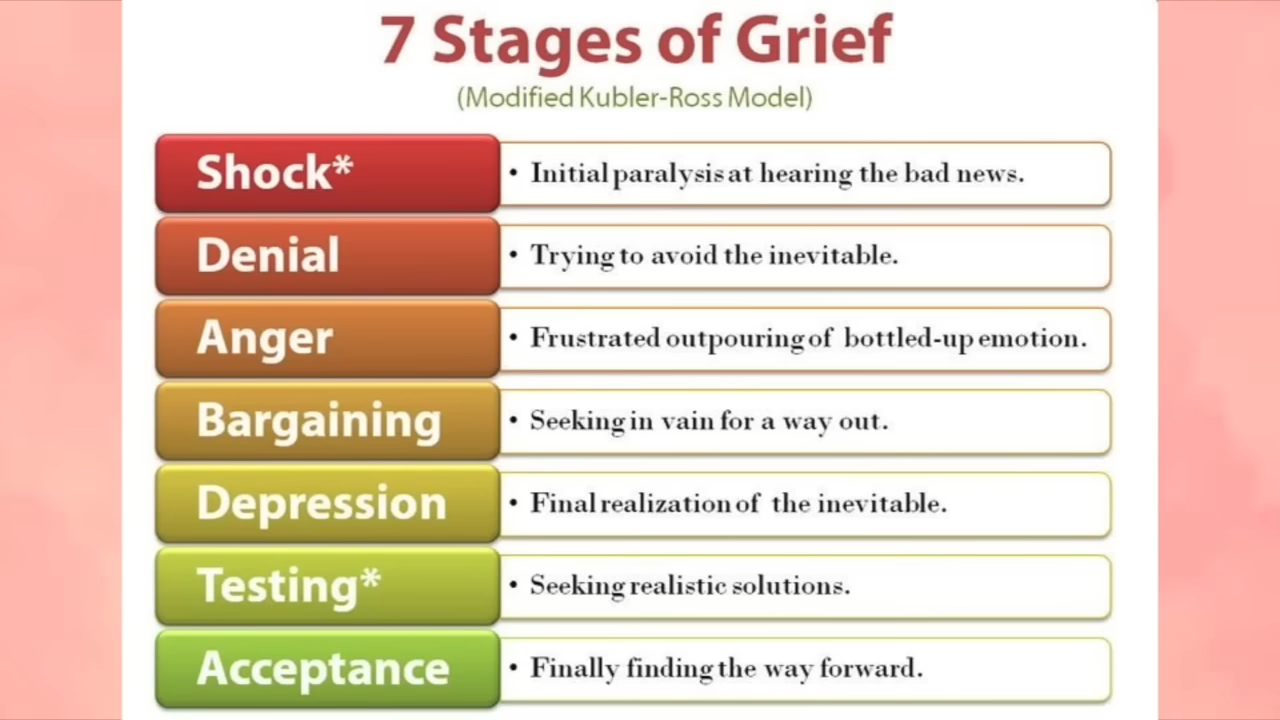 7 Stages of Grief
(Modified Kubler-Ross Model)
Shock*
• Initial paralysis at hearing the bad news.
Denial
• Trying to avoid the inevitable.
Anger
• Frustrated outpouring of bottled-up emotion.
Bargaining
• Seeking in vain for a way out.
Depression
• Final realization of the inevitable.
Testing*
• Seeking realistic solutions.
Acceptance
• Finally finding the way forward.